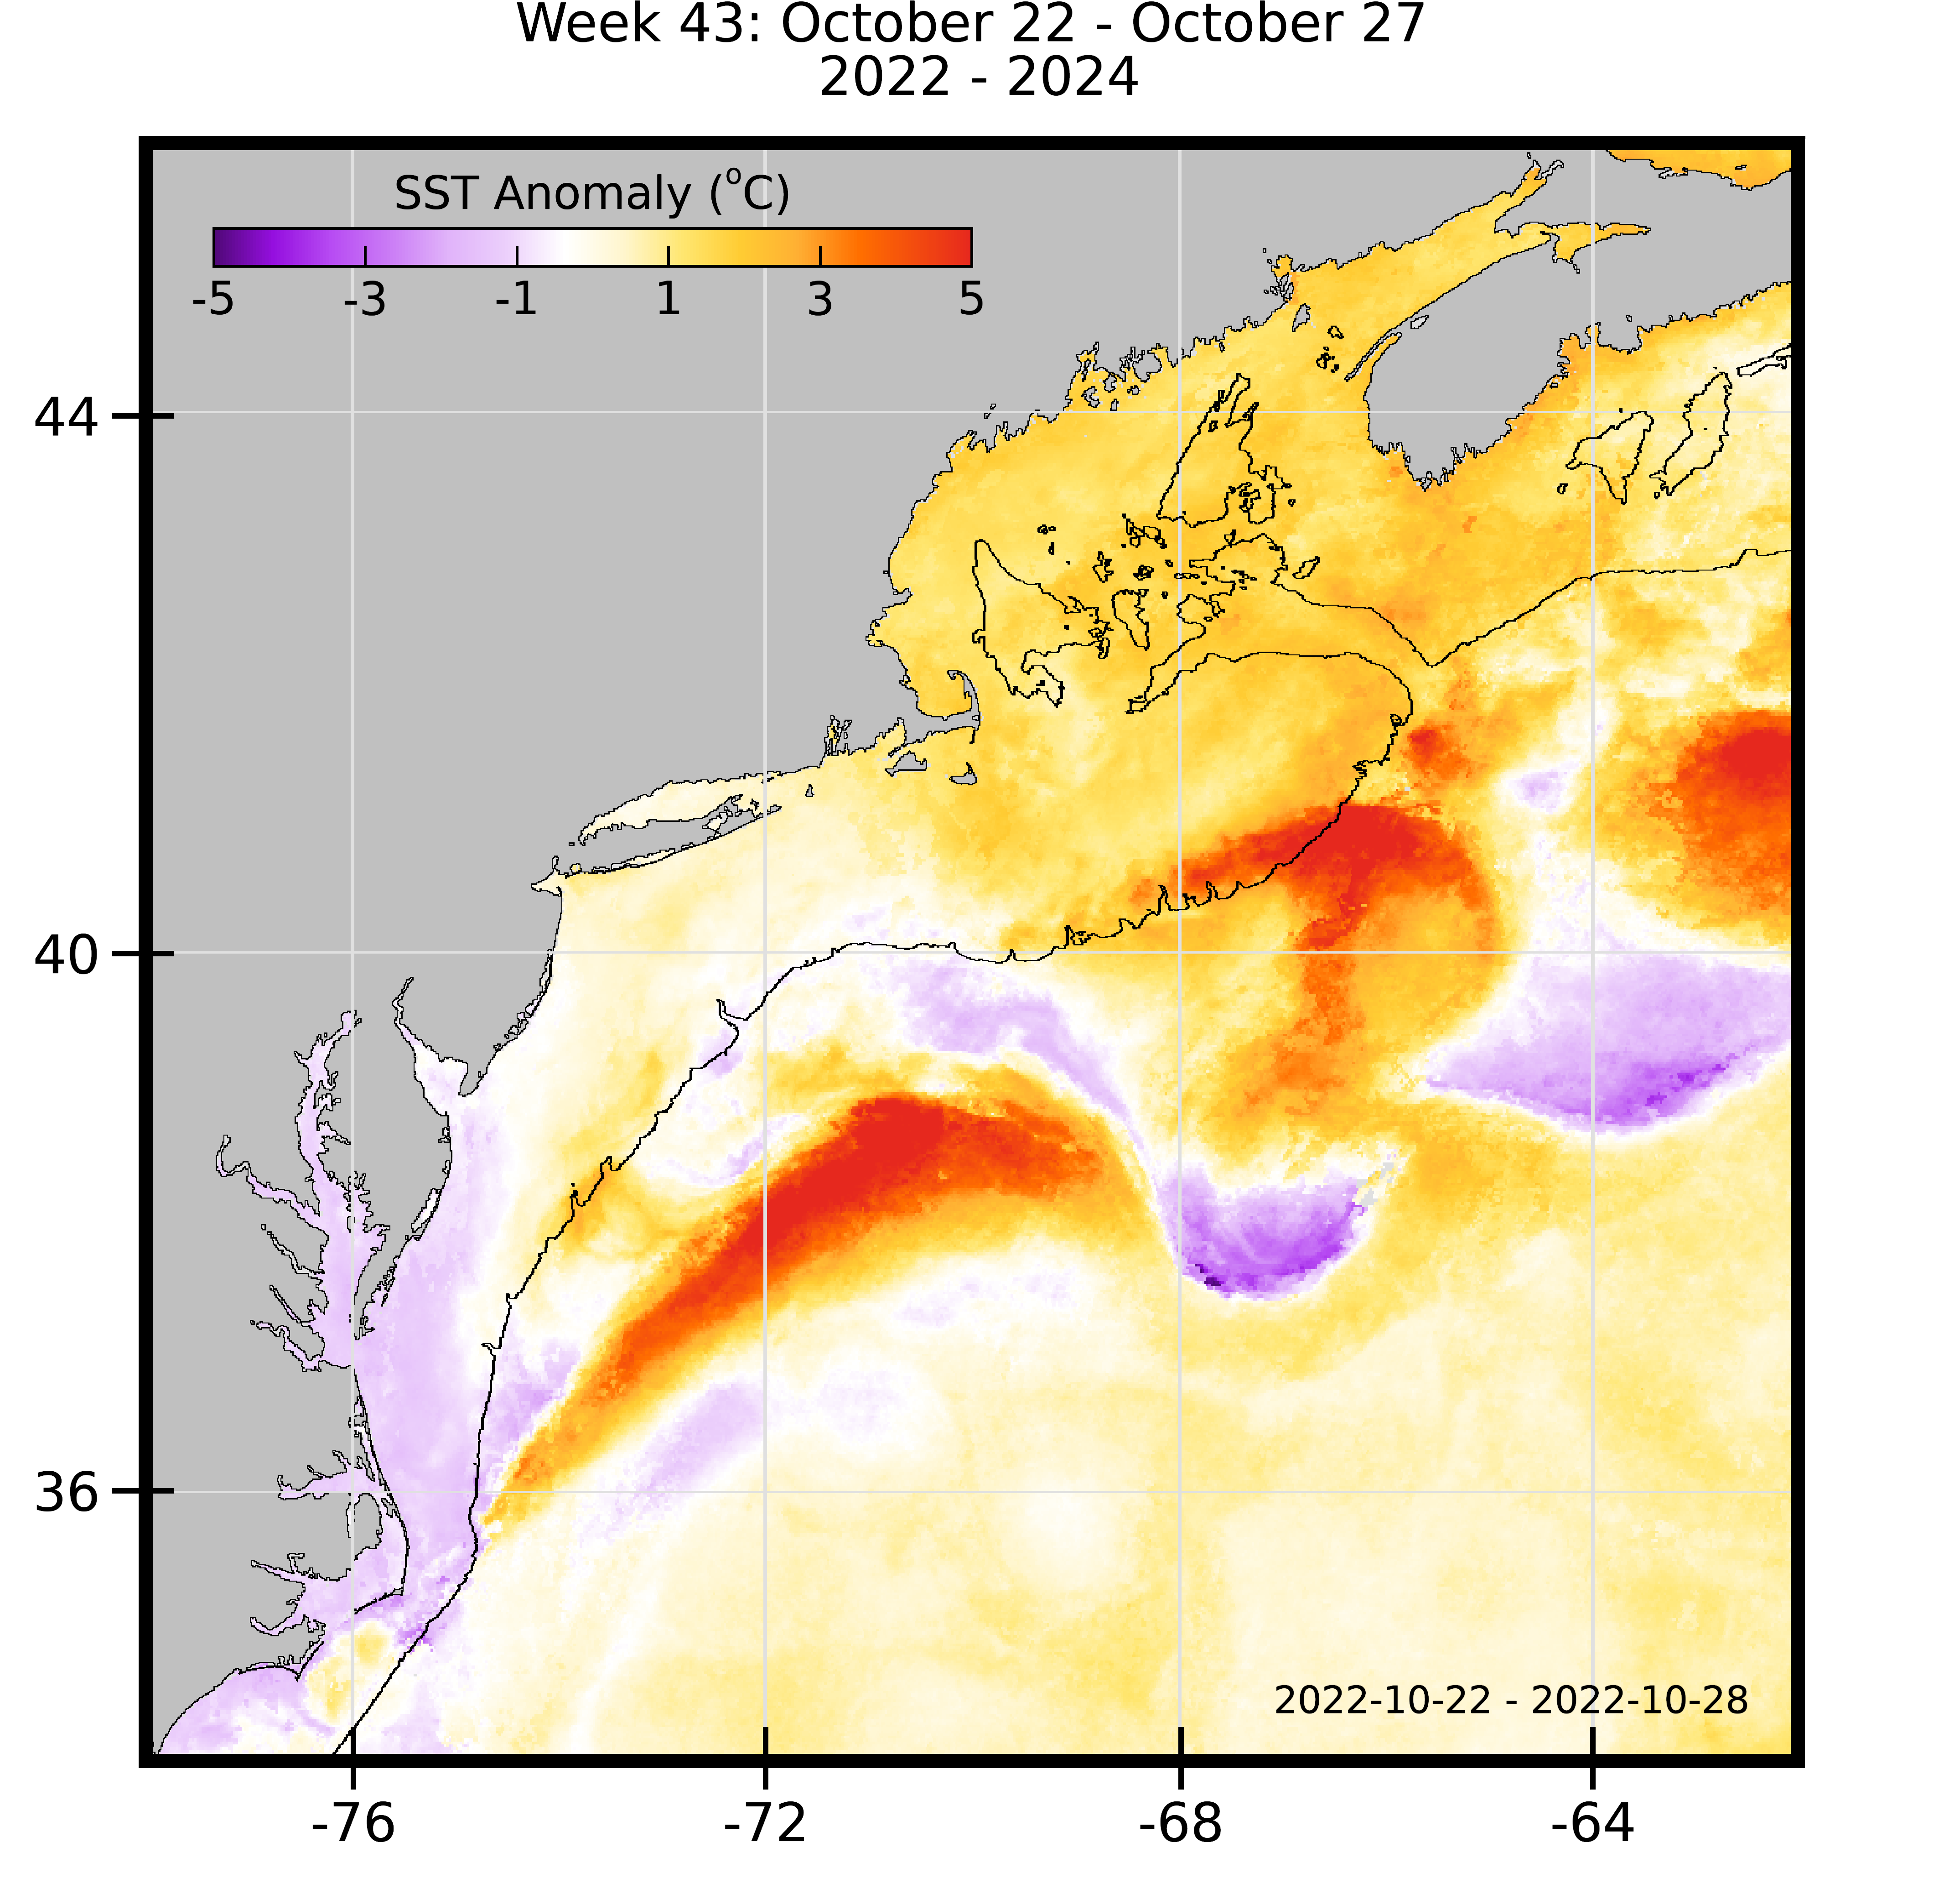 Week 43: October 22 - October 27
2022 - 2024
SST Anomaly (°C)
-5 -3 -1 1 3 5
44
40
36
2022-10-22 - 2022-10-28
-76 -72 -68 -64